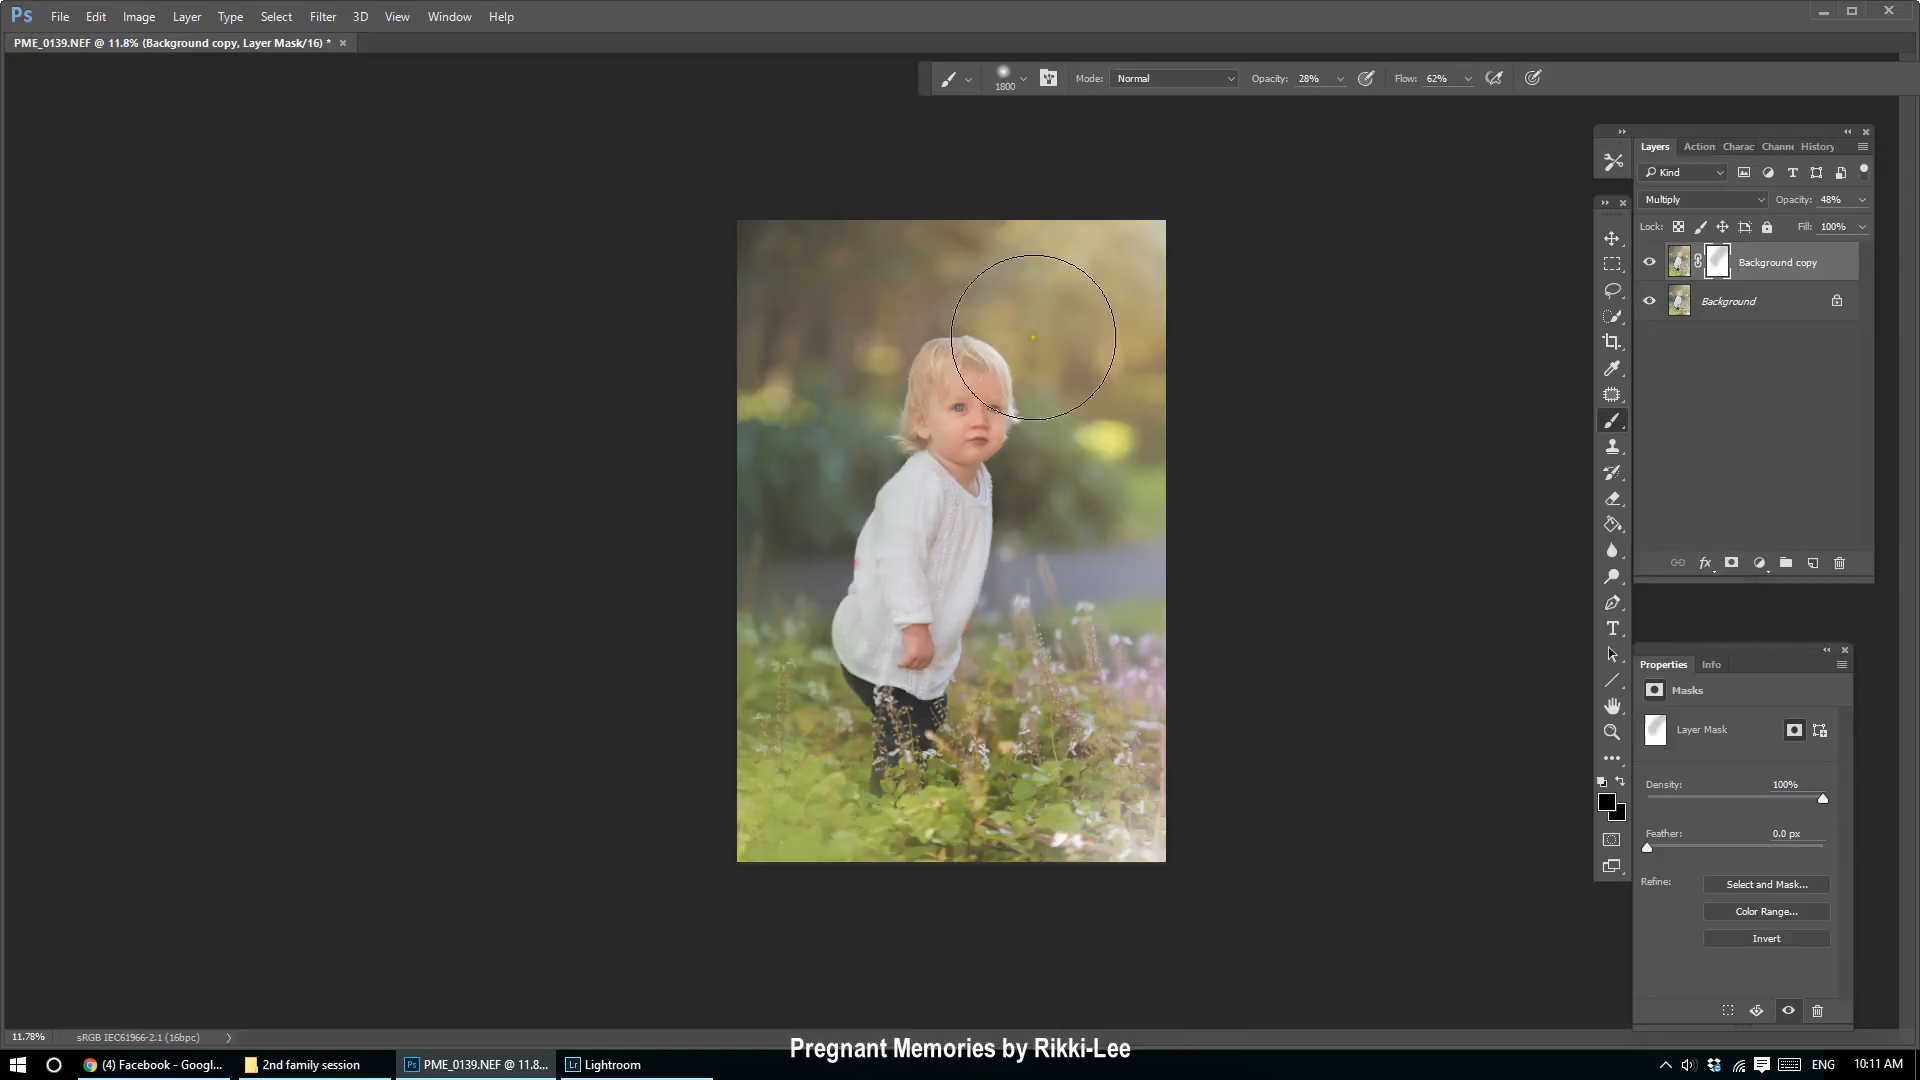 Ps File Edit Image Layer Type Select Filter 3D View Window Help
PME_0139.NEF @ 11.8% (Background copy, Layer Mask/16) *
1800 Mode: Normal Opacity: 28% Flow: 62%
Layers Action Charac Channe History
Kind
Multiply Opacity: 48%
Lock: Fill: 100%
Background copy
Background
fx
Properties Info
Masks
Layer Mask
Density: 100%
Feather: 0.0 px
Refine: Select and Mask...
Color Range...
Invert
11.78% sRGB IEC61966-2.1 (16bpc)
Pregnant Memories by Rikki-Lee
(4) Facebook - Googl... 2nd family session Ps PME_0139.NEF @ 11.8... Lr Lightroom ENG 10:11 AM